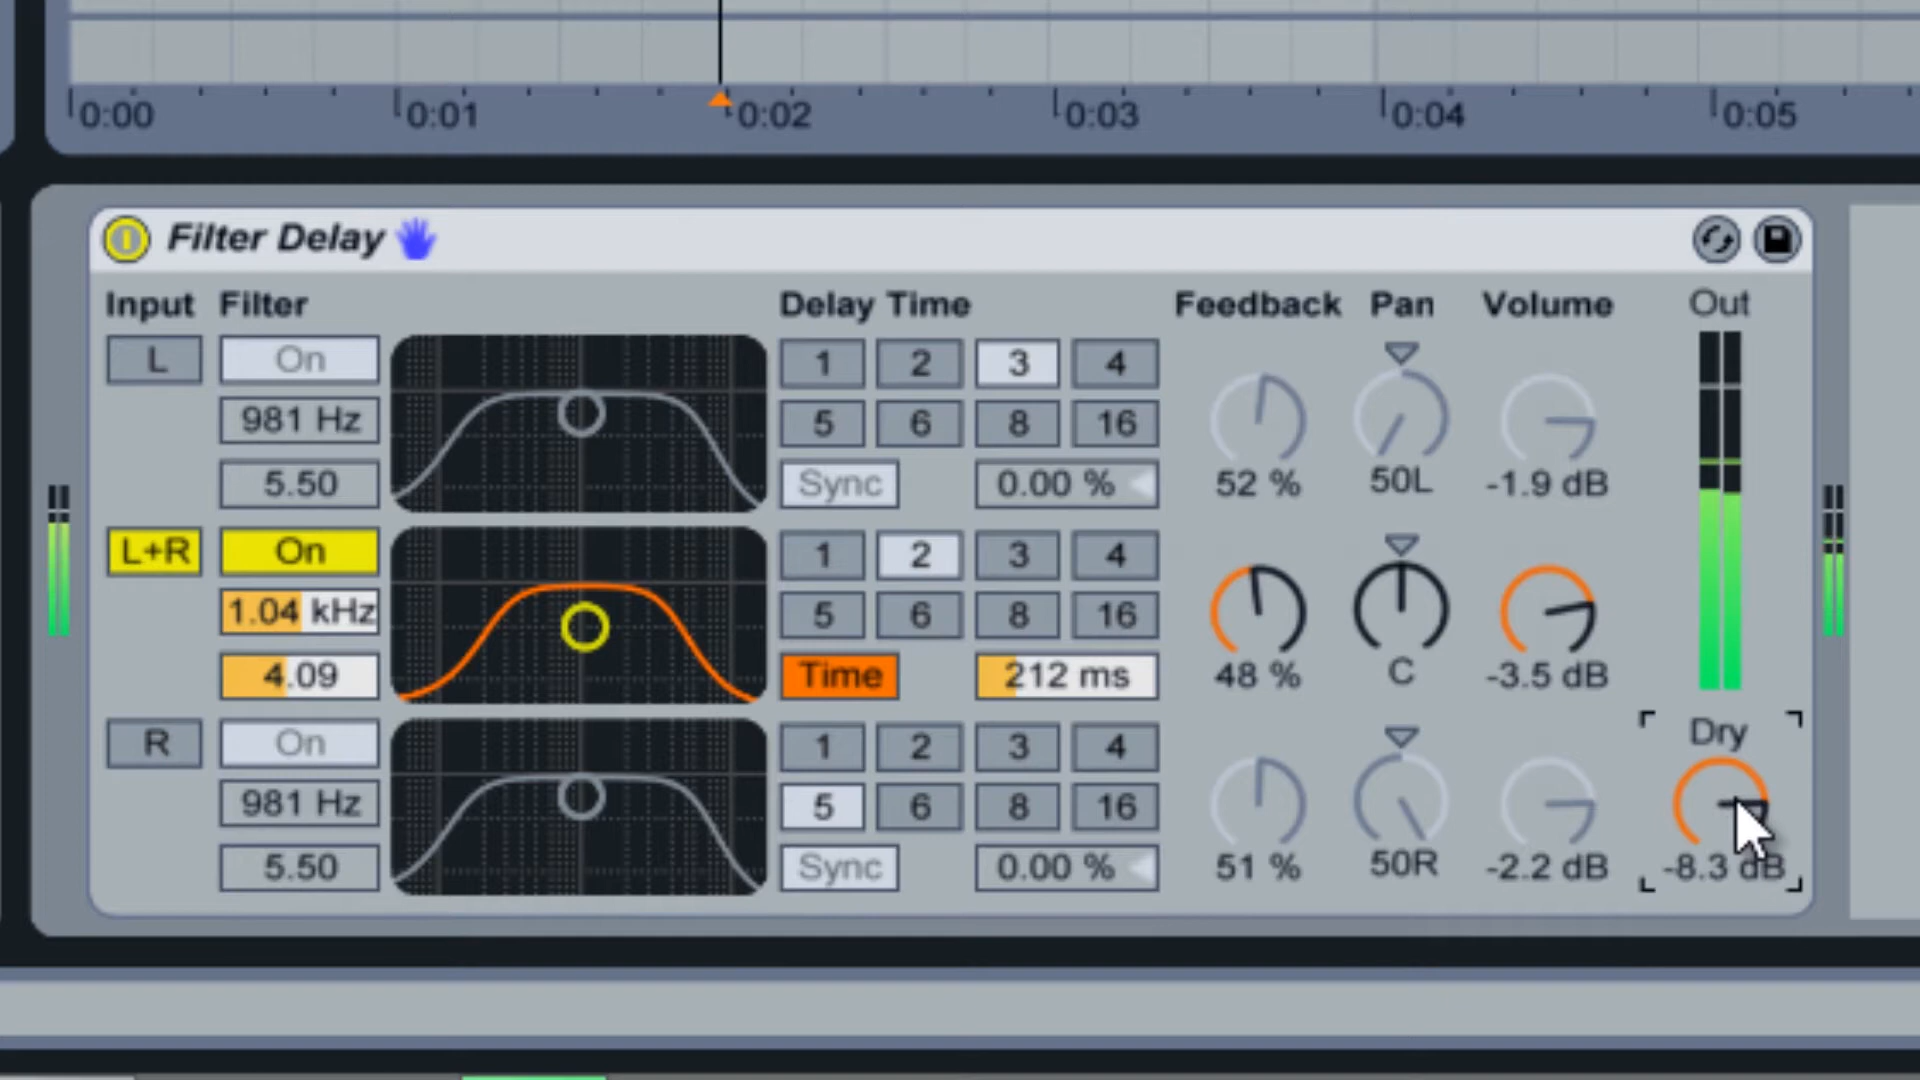 0:00 0:01 0:02 0:03 0:04 0:05
Filter Delay
Input Filter Delay Time Feedback Pan Volume Out
L On 1 2 3 4
981 Hz 5 6 8 16
5.50 Sync 0.00 % 52 % 50L -1.9 dB
L+R On 1 2 3 4
1.04 kHz 5 6 8 16
4.09 Time 212 ms 48 % C -3.5 dB
R On 1 2 3 4 Dry
981 Hz 5 6 8 16
5.50 Sync 0.00 % 51 % 50R -2.2 dB -8.3 dB